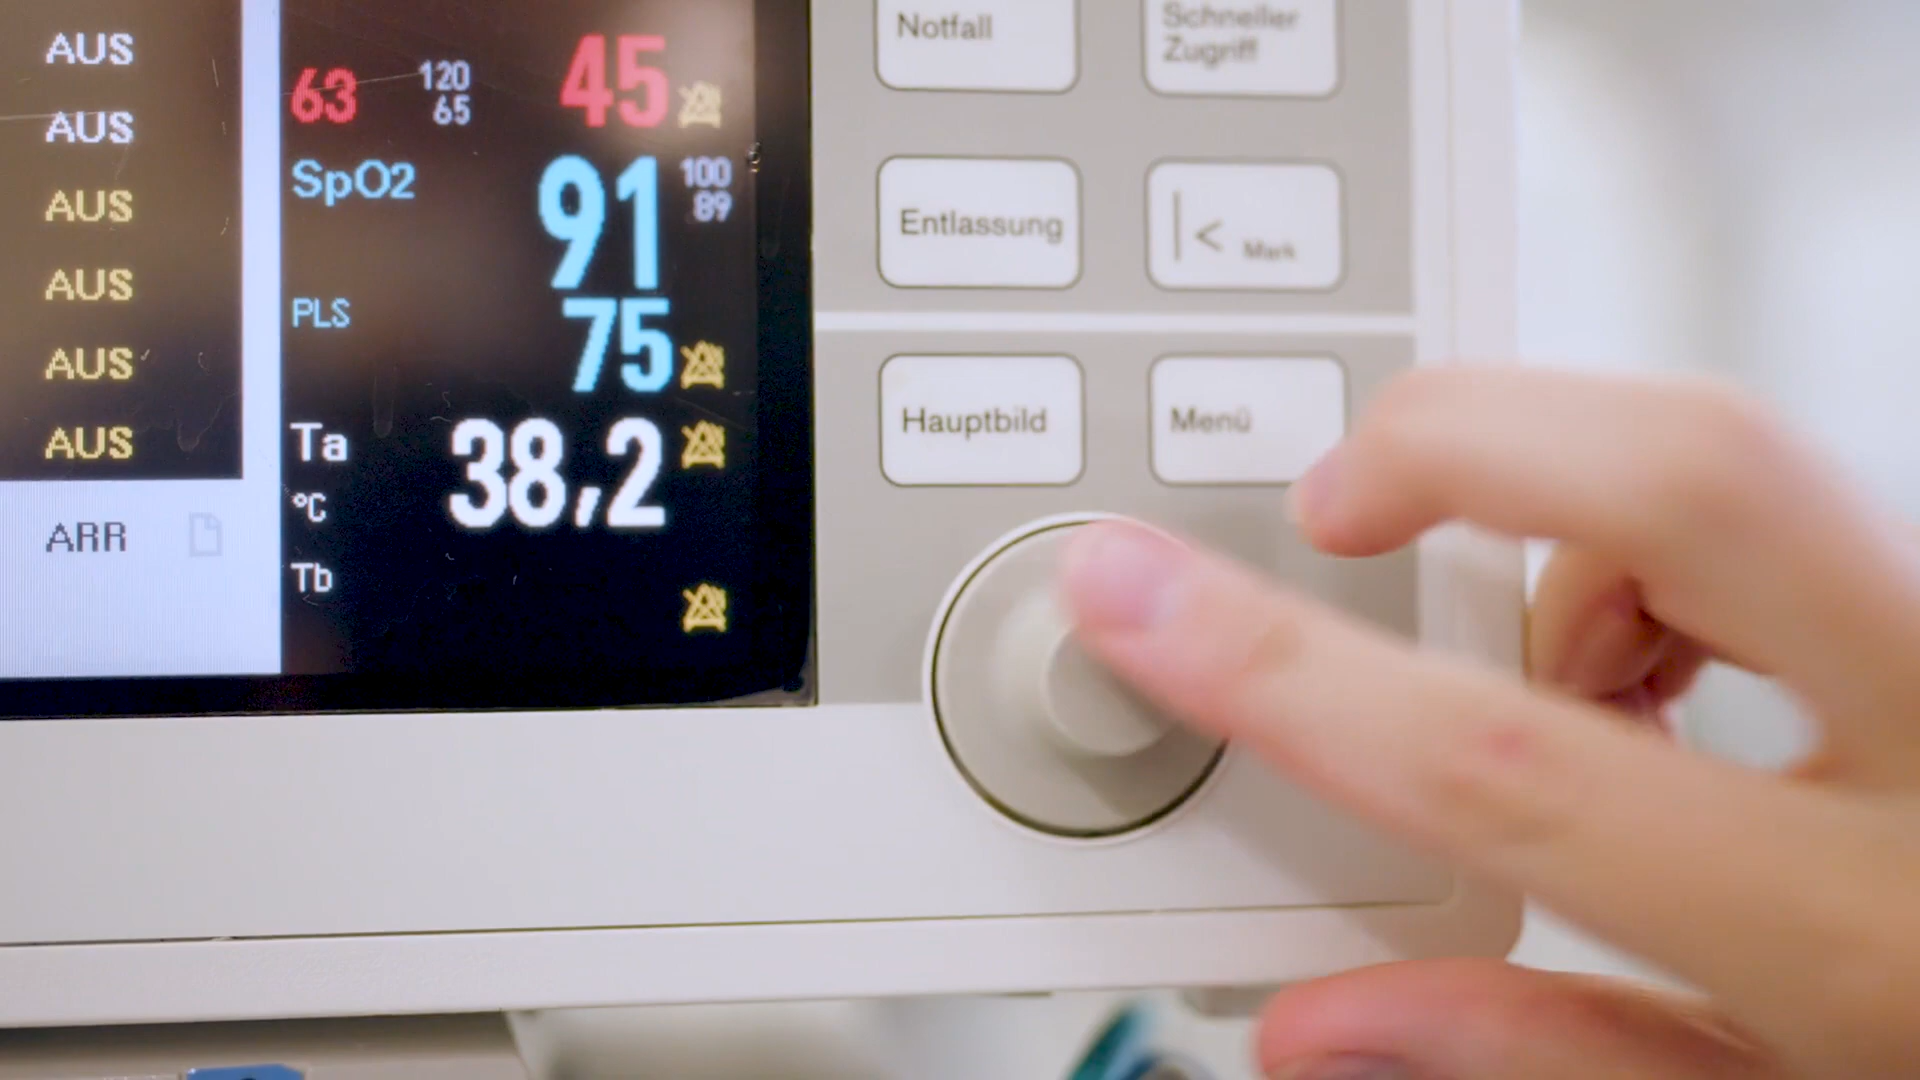 AUS
AUS
AUS
AUS
AUS
AUS
ARR
63
120
65
45
SpO2
91
100
89
PLS
75
Ta
38,2
°C
Tb
Notfall
Schneller
Zugriff
Entlassung
|< Mark
Hauptbild
Menü